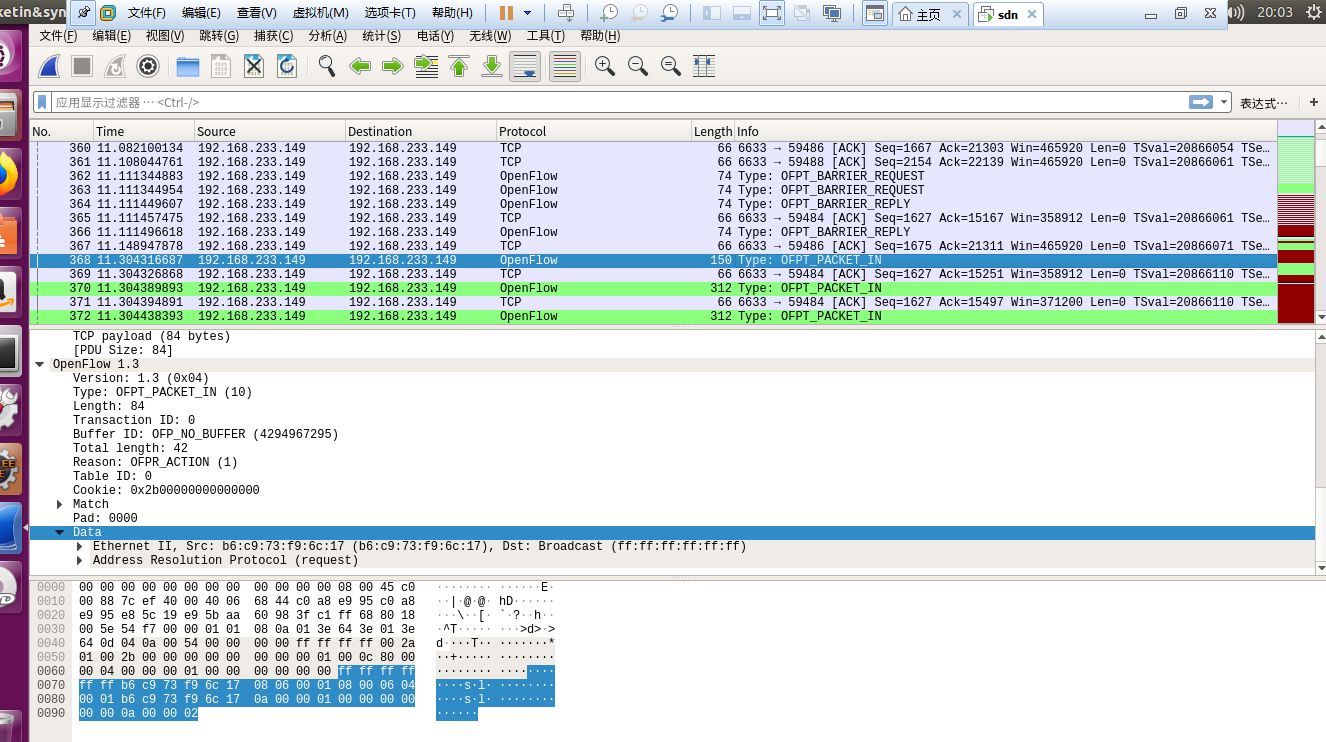 ketin&syn 文件(F) 编辑(E) 查看(V) 虚拟机(M) 选项卡(T) 帮助(H) 主页 sdn 20:03
文件(F) 编辑(E) 视图(V) 跳转(G) 捕获(C) 分析(A) 统计(S) 电话(Y) 无线(W) 工具(T) 帮助(H)
应用显示过滤器 … <Ctrl-/> 表达式… +
No. Time Source Destination Protocol Length Info
360 11.082100134 192.168.233.149 192.168.233.149 TCP 66 6633 → 59486 [ACK] Seq=1667 Ack=21303 Win=465920 Len=0 TSval=20866054 TSe…
361 11.108044761 192.168.233.149 192.168.233.149 TCP 66 6633 → 59488 [ACK] Seq=2154 Ack=22139 Win=465920 Len=0 TSval=20866061 TSe…
362 11.111344883 192.168.233.149 192.168.233.149 OpenFlow 74 Type: OFPT_BARRIER_REQUEST
363 11.111344954 192.168.233.149 192.168.233.149 OpenFlow 74 Type: OFPT_BARRIER_REQUEST
364 11.111449607 192.168.233.149 192.168.233.149 OpenFlow 74 Type: OFPT_BARRIER_REPLY
365 11.111457475 192.168.233.149 192.168.233.149 TCP 66 6633 → 59484 [ACK] Seq=1627 Ack=15167 Win=358912 Len=0 TSval=20866061 TSe…
366 11.111496618 192.168.233.149 192.168.233.149 OpenFlow 74 Type: OFPT_BARRIER_REPLY
367 11.148947878 192.168.233.149 192.168.233.149 TCP 66 6633 → 59486 [ACK] Seq=1675 Ack=21311 Win=465920 Len=0 TSval=20866071 TSe…
368 11.304316687 192.168.233.149 192.168.233.149 OpenFlow 150 Type: OFPT_PACKET_IN
369 11.304326868 192.168.233.149 192.168.233.149 TCP 66 6633 → 59484 [ACK] Seq=1627 Ack=15251 Win=358912 Len=0 TSval=20866110 TSe…
370 11.304389893 192.168.233.149 192.168.233.149 OpenFlow 312 Type: OFPT_PACKET_IN
371 11.304394891 192.168.233.149 192.168.233.149 TCP 66 6633 → 59484 [ACK] Seq=1627 Ack=15497 Win=371200 Len=0 TSval=20866110 TSe…
372 11.304438393 192.168.233.149 192.168.233.149 OpenFlow 312 Type: OFPT_PACKET_IN
TCP payload (84 bytes)
[PDU Size: 84]
OpenFlow 1.3
Version: 1.3 (0x04)
Type: OFPT_PACKET_IN (10)
Length: 84
Transaction ID: 0
Buffer ID: OFP_NO_BUFFER (4294967295)
Total length: 42
Reason: OFPR_ACTION (1)
Table ID: 0
Cookie: 0x2b00000000000000
Match
Pad: 0000
Data
Ethernet II, Src: b6:c9:73:f9:6c:17 (b6:c9:73:f9:6c:17), Dst: Broadcast (ff:ff:ff:ff:ff:ff)
Address Resolution Protocol (request)
0000 00 00 00 00 00 00 00 00 00 00 00 00 08 00 45 c0 ········ ······E·
0010 00 88 7c ef 40 00 40 06 68 44 c0 a8 e9 95 c0 a8 ··|·@·@· hD······
0020 e9 95 e8 5c 19 e9 5b aa 60 98 3f c1 ff 68 80 18 ···\··[· `·?··h··
0030 00 5e 54 f7 00 00 01 01 08 0a 01 3e 64 3e 01 3e ·^T····· ···>d>·>
0040 64 0d 04 0a 00 54 00 00 00 00 ff ff ff ff 00 2a d····T·· ·······*
0050 01 00 2b 00 00 00 00 00 00 00 00 01 00 0c 80 00 ··+····· ········
0060 00 04 00 00 00 01 00 00 00 00 00 00 ff ff ff ff ········ ········
0070 ff ff b6 c9 73 f9 6c 17 08 06 00 01 08 00 06 04 ····s·l· ········
0080 00 01 b6 c9 73 f9 6c 17 0a 00 00 01 00 00 00 00 ····s·l· ········
0090 00 00 0a 00 00 02 ······